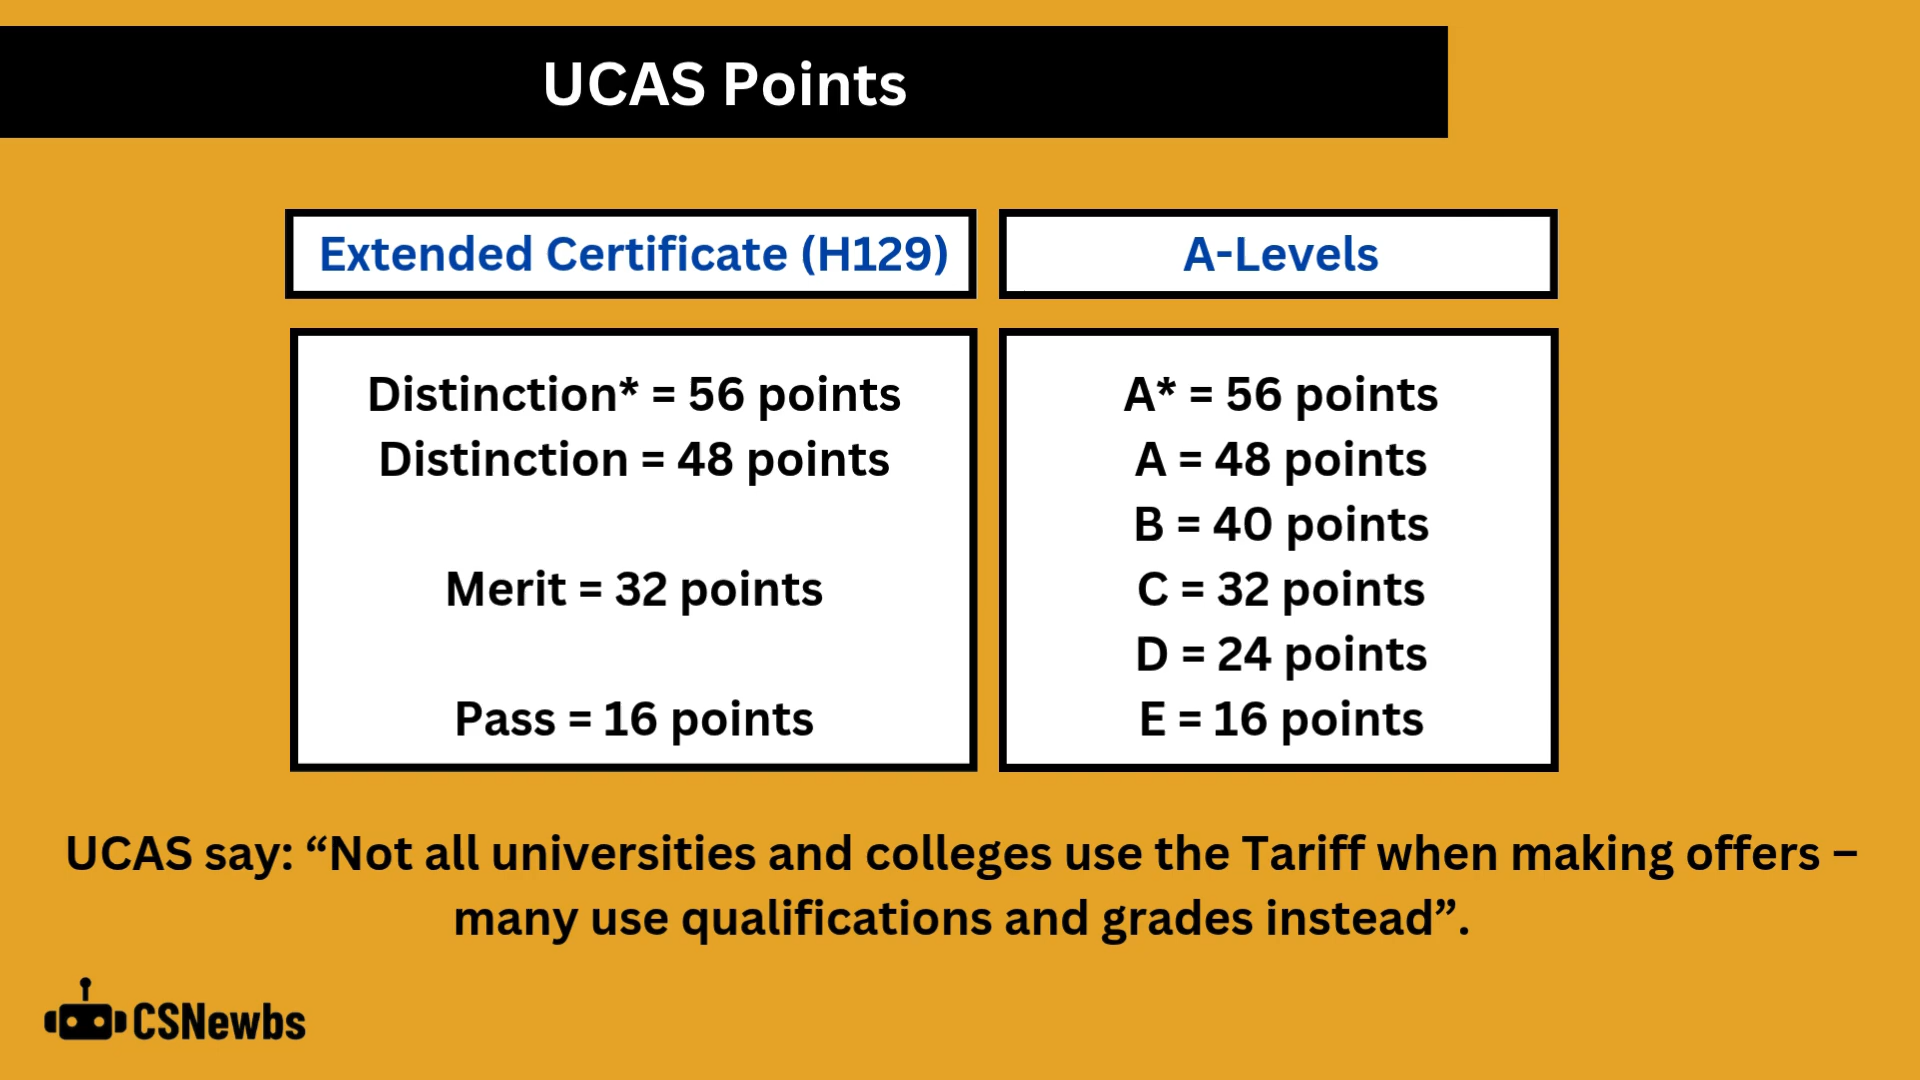 UCAS Points
Extended Certificate (H129)
A-Levels
Distinction* = 56 points
Distinction = 48 points
Merit = 32 points
Pass = 16 points
A* = 56 points
A = 48 points
B = 40 points
C = 32 points
D = 24 points
E = 16 points
UCAS say: “Not all universities and colleges use the Tariff when making offers –
many use qualifications and grades instead”.
CSNewbs